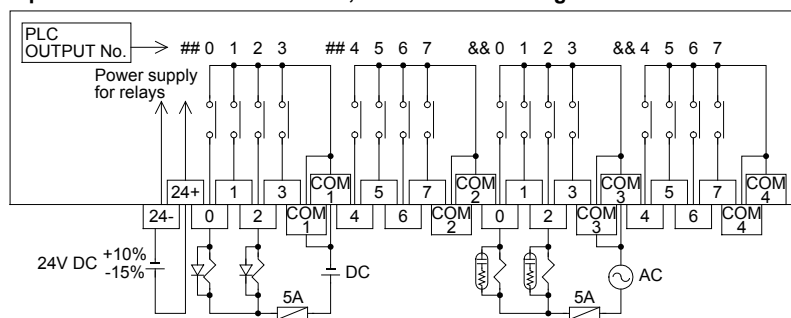 PLC
OUTPUT No.
## 0 1 2 3 ## 4 5 6 7 && 0 1 2 3 && 4 5 6 7
Power supply
for relays
24+ 1 3 COM 1 5 7 COM 2 1 3 COM 3 5 7 COM 4
24- 0 2 COM 1 4 6 COM 2 0 2 COM 3 4 6 COM 4
24V DC +10%
-15%
DC
AC
5A
5A